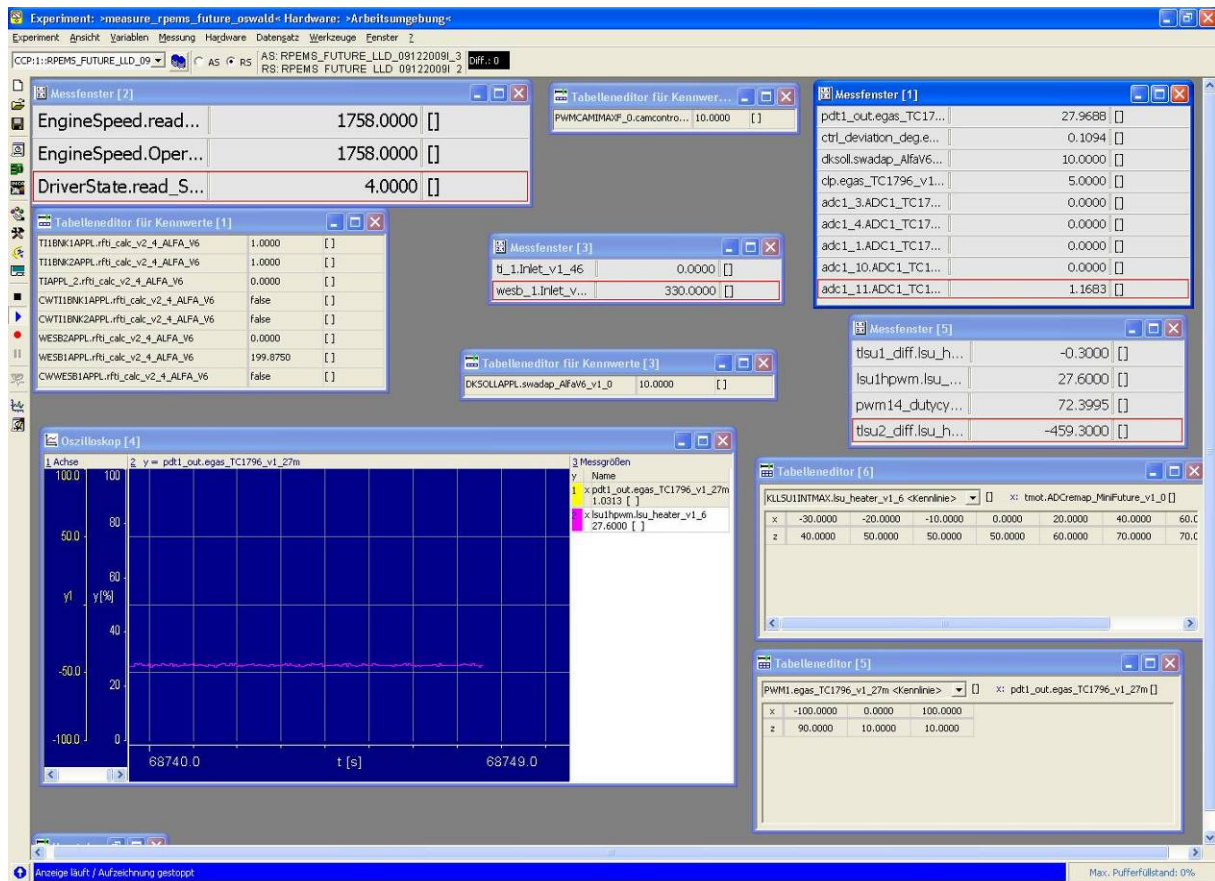 Experiment: >measure_rpems_future_oswald< Hardware: >Arbeitsumgebung<
Experiment Ansicht Variablen Messung Hardware Datensatz Werkzeuge Fenster ?
CCP:1::RPEMS_FUTURE_LLD_09 AS RS AS: RPEMS_FUTURE_LLD_09122009I_3 Diff.: 0
RS: RPEMS FUTURE LLD 09122009I 2
Messfenster [2]
EngineSpeed.read... 1758.0000 []
EngineSpeed.Oper... 1758.0000 []
DriverState.read_S... 4.0000 []
Tabelleneditor für Kennwer...
PWMCAMIMAXF_0.camcontro... 10.0000 []
Messfenster [1]
pdt1_out.egas_TC17... 27.9688 []
ctrl_deviation_deg.e... 0.1094 []
dksoll.swadap_AlfaV6... 10.0000 []
clp.egas_TC1796_v1... 5.0000 []
adc1_3.ADC1_TC17... 0.0000 []
adc1_4.ADC1_TC17... 0.0000 []
adc1_1.ADC1_TC17... 0.0000 []
adc1_10.ADC1_TC1... 0.0000 []
adc1_11.ADC1_TC1... 1.1683 []
Tabelleneditor für Kennwerte [1]
TI1BNK1APPL.rfti_calc_v2_4_ALFA_V6 1.0000 [ ]
TI1BNK2APPL.rfti_calc_v2_4_ALFA_V6 1.0000 [ ]
TIAPPL_2.rfti_calc_v2_4_ALFA_V6 0.0000 [ ]
CWTI1BNK1APPL.rfti_calc_v2_4_ALFA_V6 false [ ]
CWTI1BNK2APPL.rfti_calc_v2_4_ALFA_V6 false [ ]
WESB2APPL.rfti_calc_v2_4_ALFA_V6 0.0000 [ ]
WESB1APPL.rfti_calc_v2_4_ALFA_V6 199.8750 [ ]
CWWESB1APPL.rfti_calc_v2_4_ALFA_V6 false [ ]
Messfenster [3]
ti_1.Inlet_v1_46 0.0000 []
wesb_1.Inlet_v... 330.0000 []
Tabelleneditor für Kennwerte [3]
DKSOLLAPPL.swadap_AlfaV6_v1_0 10.0000 []
Messfenster [5]
tlsu1_diff.lsu_h... -0.3000 []
lsu1hpwm.lsu_... 27.6000 []
pwm14_dutycy... 72.3995 []
tlsu2_diff.lsu_h... -459.3000 []
Oszilloskop [4]
1 Achse 2 y = pdt1_out.egas_TC1796_v1_27m 3 Messgrößen
y Name
1 x pdt1_out.egas_TC1796_v1_27m
1.0313 [ ]
2 x lsu1hpwm.lsu_heater_v1_6
27.6000 [ ]
100.0 100
80
50.0
60
y1 y[%]
40
-50.0
20
-100.0 0
68740.0 t [s] 68749.0
Tabelleneditor [6]
KLLSU1INTMAX.lsu_heater_v1_6 <Kennlinie> [] x: tmot.ADCremap_MiniFuture_v1_0 []
x -30.0000 -20.0000 -10.0000 0.0000 20.0000 40.0000 60.0
z 40.0000 50.0000 50.0000 50.0000 60.0000 70.0000 70.0
Tabelleneditor [5]
PWM1.egas_TC1796_v1_27m <Kennlinie> [] x: pdt1_out.egas_TC1796_v1_27m []
x -100.0000 0.0000 100.0000
z 90.0000 10.0000 10.0000
Anzeige läuft / Aufzeichnung gestoppt Max. Pufferfüllstand: 0%